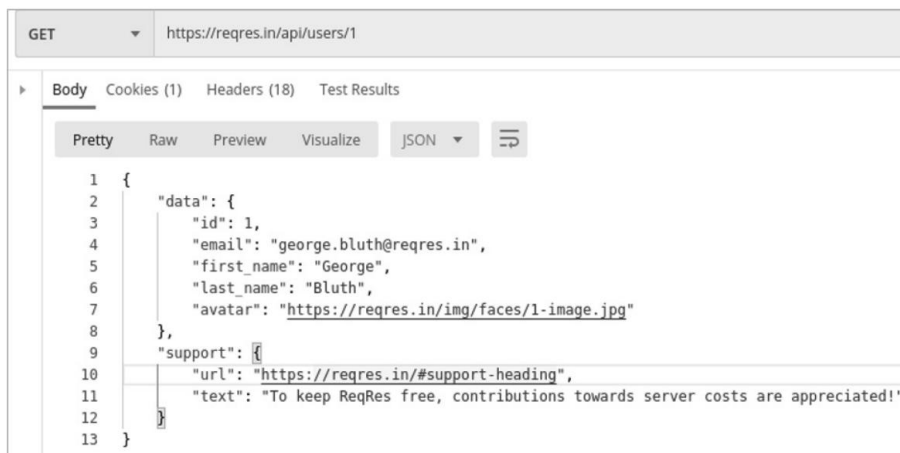 GET https://reqres.in/api/users/1
Body Cookies (1) Headers (18) Test Results
Pretty Raw Preview Visualize JSON
1 {
2 "data": {
3 "id": 1,
4 "email": "george.bluth@reqres.in",
5 "first_name": "George",
6 "last_name": "Bluth",
7 "avatar": "https://reqres.in/img/faces/1-image.jpg"
8 },
9 "support": {
10 "url": "https://reqres.in/#support-heading",
11 "text": "To keep ReqRes free, contributions towards server costs are appreciated!"
12 }
13 }